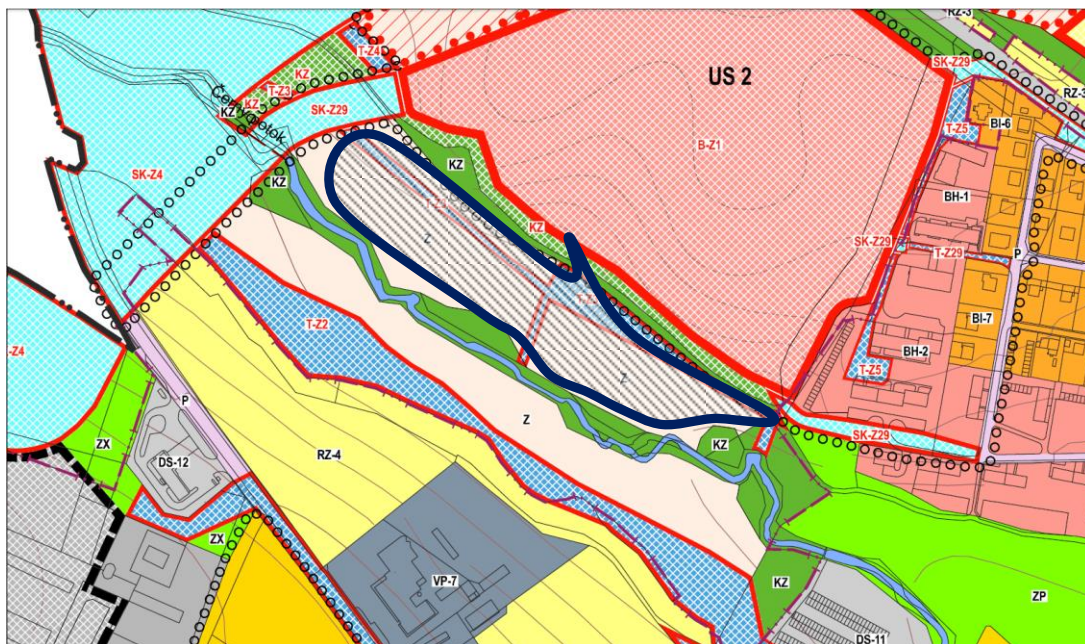 RZ-3
T-Z4
KZ
US 2
SK-Z29
T-Z3
KZ
RZ-3
KZ
SK-Z29
T-Z5
BI-6
Černý potok
B-Z1
KZ
KZ
SK-Z4
BH-1
KZ
Z
SK-Z29
T-Z29
P
BI-7
T-Z2
BH-2
Z
-Z4
T-Z5
P
Z
SK-Z29
ZX
KZ
RZ-4
DS-12
ZX
VP-7
KZ
ZP
DS-11